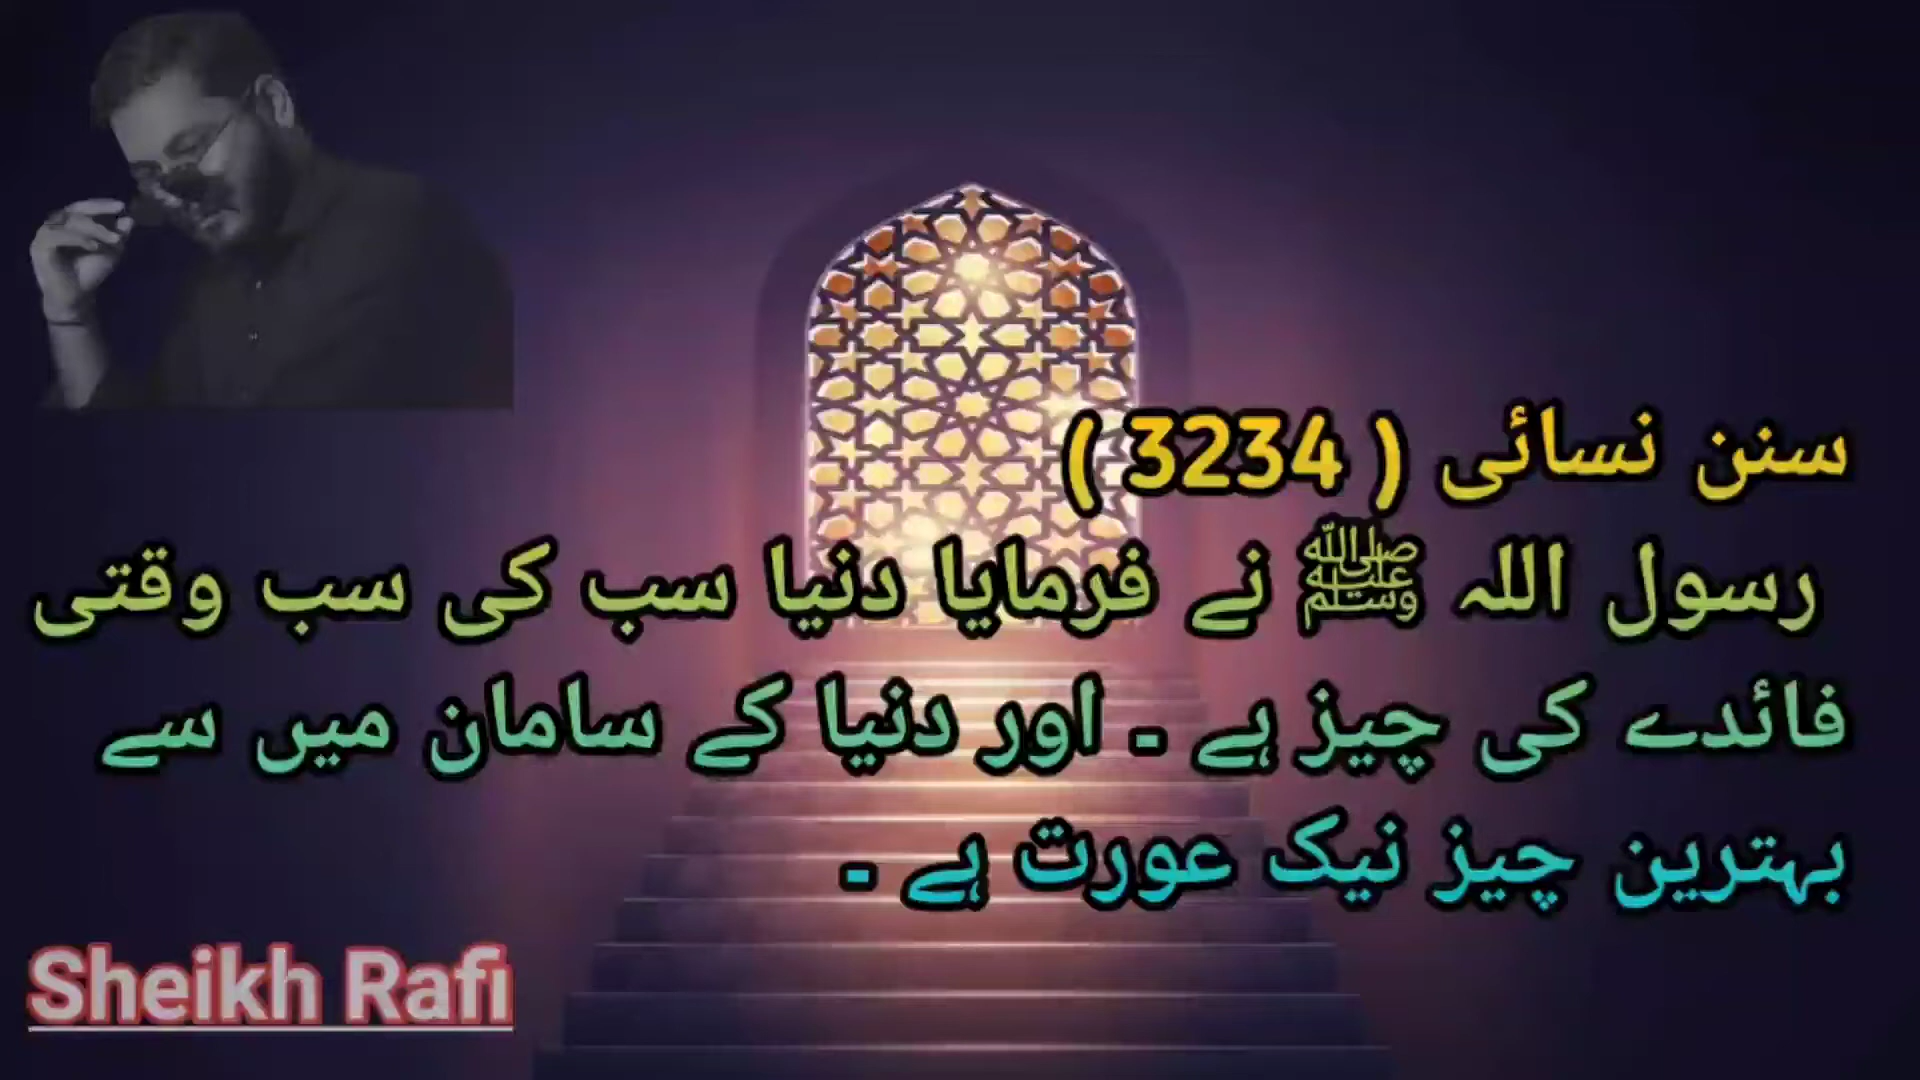 سنن نسائی ( 3234 )
رسول اللہ ﷺ نے فرمایا دنیا سب کی سب وقتی
فائدے کی چیز ہے ۔ اور دنیا کے سامان میں سے
بہترین چیز نیک عورت ہے ۔
Sheikh Rafi